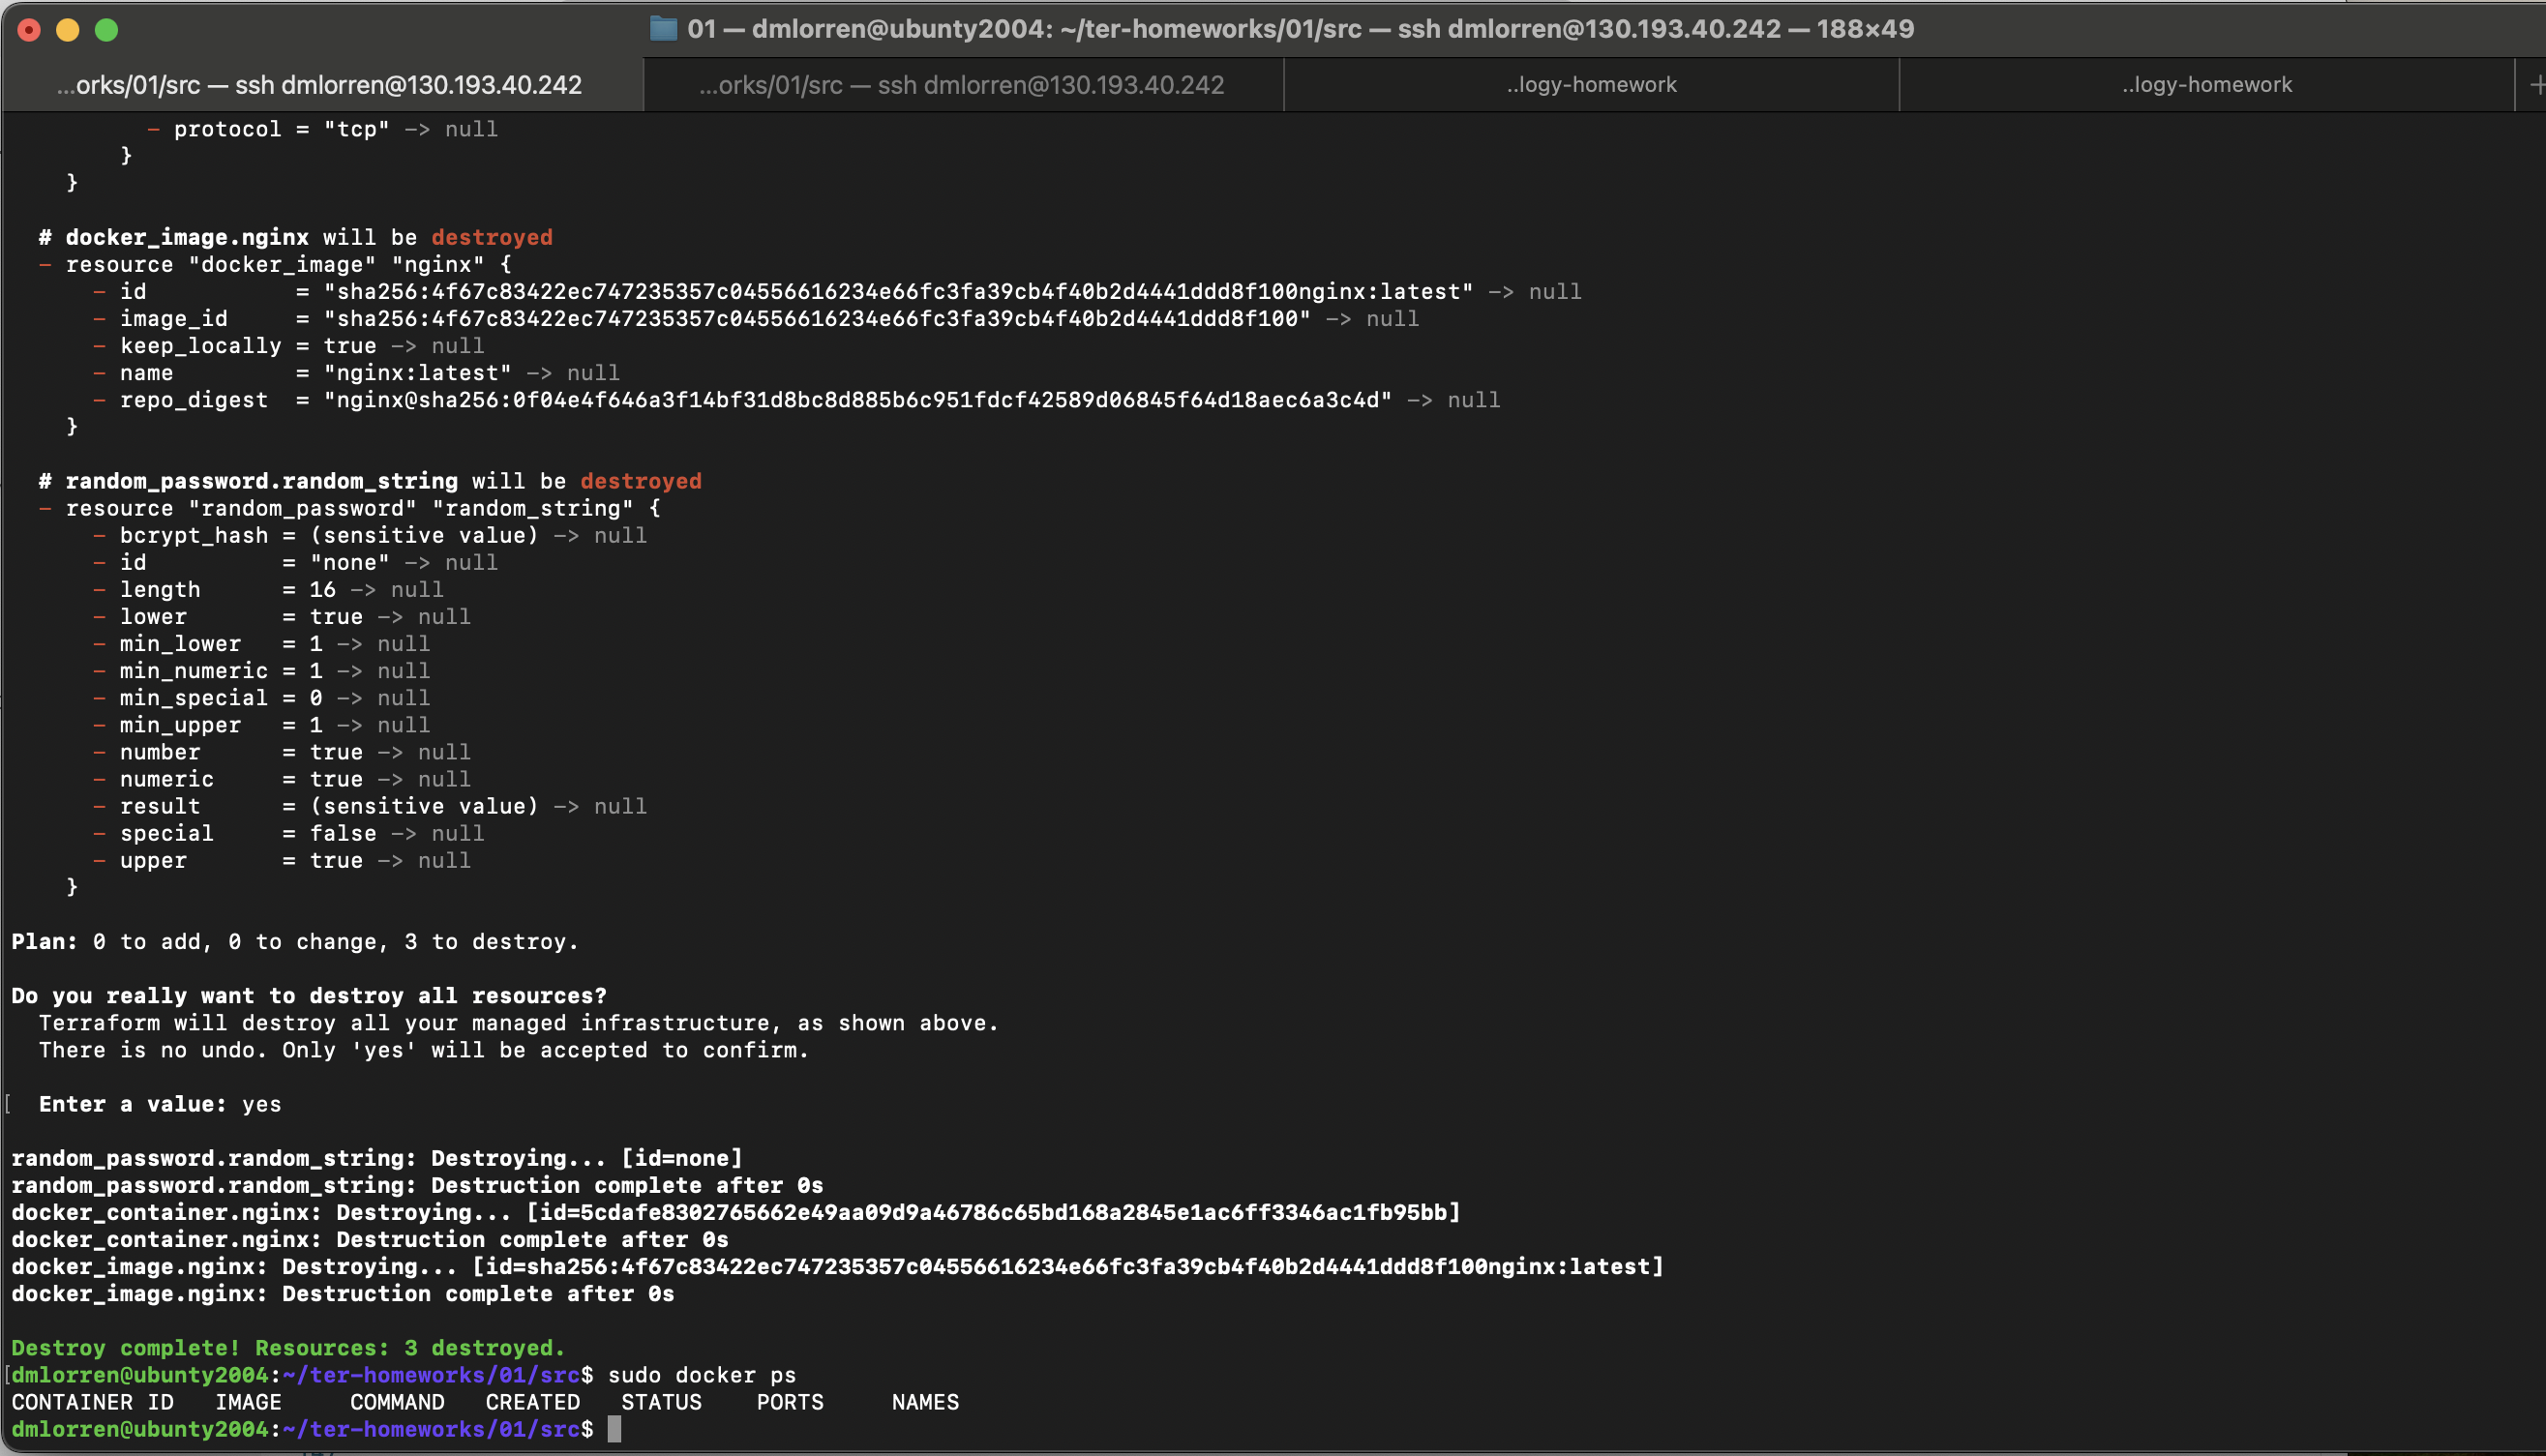 01 — dmlorren@ubunty2004: ~/ter-homeworks/01/src — ssh dmlorren@130.193.40.242 — 188×49
...orks/01/src — ssh dmlorren@130.193.40.242 ...orks/01/src — ssh dmlorren@130.193.40.242 ..logy-homework ..logy-homework +
- protocol = "tcp" -> null
}
}
# docker_image.nginx will be destroyed
- resource "docker_image" "nginx" {
- id = "sha256:4f67c83422ec747235357c04556616234e66fc3fa39cb4f40b2d4441ddd8f100nginx:latest" -> null
- image_id = "sha256:4f67c83422ec747235357c04556616234e66fc3fa39cb4f40b2d4441ddd8f100" -> null
- keep_locally = true -> null
- name = "nginx:latest" -> null
- repo_digest = "nginx@sha256:0f04e4f646a3f14bf31d8bc8d885b6c951fdcf42589d06845f64d18aec6a3c4d" -> null
}
# random_password.random_string will be destroyed
- resource "random_password" "random_string" {
- bcrypt_hash = (sensitive value) -> null
- id = "none" -> null
- length = 16 -> null
- lower = true -> null
- min_lower = 1 -> null
- min_numeric = 1 -> null
- min_special = 0 -> null
- min_upper = 1 -> null
- number = true -> null
- numeric = true -> null
- result = (sensitive value) -> null
- special = false -> null
- upper = true -> null
}
Plan: 0 to add, 0 to change, 3 to destroy.
Do you really want to destroy all resources?
Terraform will destroy all your managed infrastructure, as shown above.
There is no undo. Only 'yes' will be accepted to confirm.
[ Enter a value: yes
random_password.random_string: Destroying... [id=none]
random_password.random_string: Destruction complete after 0s
docker_container.nginx: Destroying... [id=5cdafe8302765662e49aa09d9a46786c65bd168a2845e1ac6ff3346ac1fb95bb]
docker_container.nginx: Destruction complete after 0s
docker_image.nginx: Destroying... [id=sha256:4f67c83422ec747235357c04556616234e66fc3fa39cb4f40b2d4441ddd8f100nginx:latest]
docker_image.nginx: Destruction complete after 0s
Destroy complete! Resources: 3 destroyed.
[dmlorren@ubunty2004:~/ter-homeworks/01/src$ sudo docker ps
CONTAINER ID IMAGE COMMAND CREATED STATUS PORTS NAMES
dmlorren@ubunty2004:~/ter-homeworks/01/src$